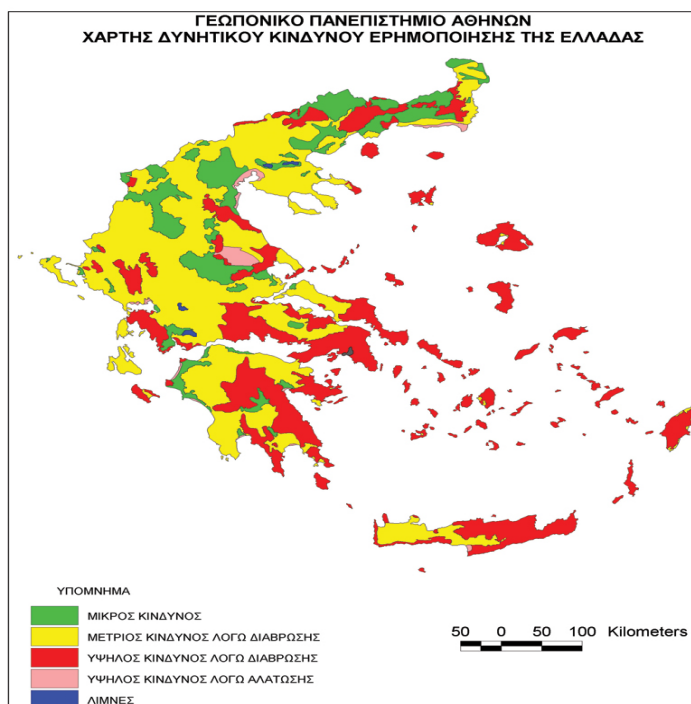 ΓΕΩΠΟΝΙΚΟ ΠΑΝΕΠΙΣΤΗΜΙΟ ΑΘΗΝΩΝ
ΧΑΡΤΗΣ ΔΥΝΗΤΙΚΟΥ ΚΙΝΔΥΝΟΥ ΕΡΗΜΟΠΟΙΗΣΗΣ ΤΗΣ ΕΛΛΑΔΑΣ
ΥΠΟΜΝΗΜΑ
ΜΙΚΡΟΣ ΚΙΝΔΥΝΟΣ
ΜΕΤΡΙΟΣ ΚΙΝΔΥΝΟΣ ΛΟΓΩ ΔΙΑΒΡΩΣΗΣ
ΥΨΗΛΟΣ ΚΙΝΔΥΝΟΣ ΛΟΓΩ ΔΙΑΒΡΩΣΗΣ
ΥΨΗΛΟΣ ΚΙΝΔΥΝΟΣ ΛΟΓΩ ΑΛΑΤΩΣΗΣ
ΛΙΜΝΕΣ
50 0 50 100 Kilometers